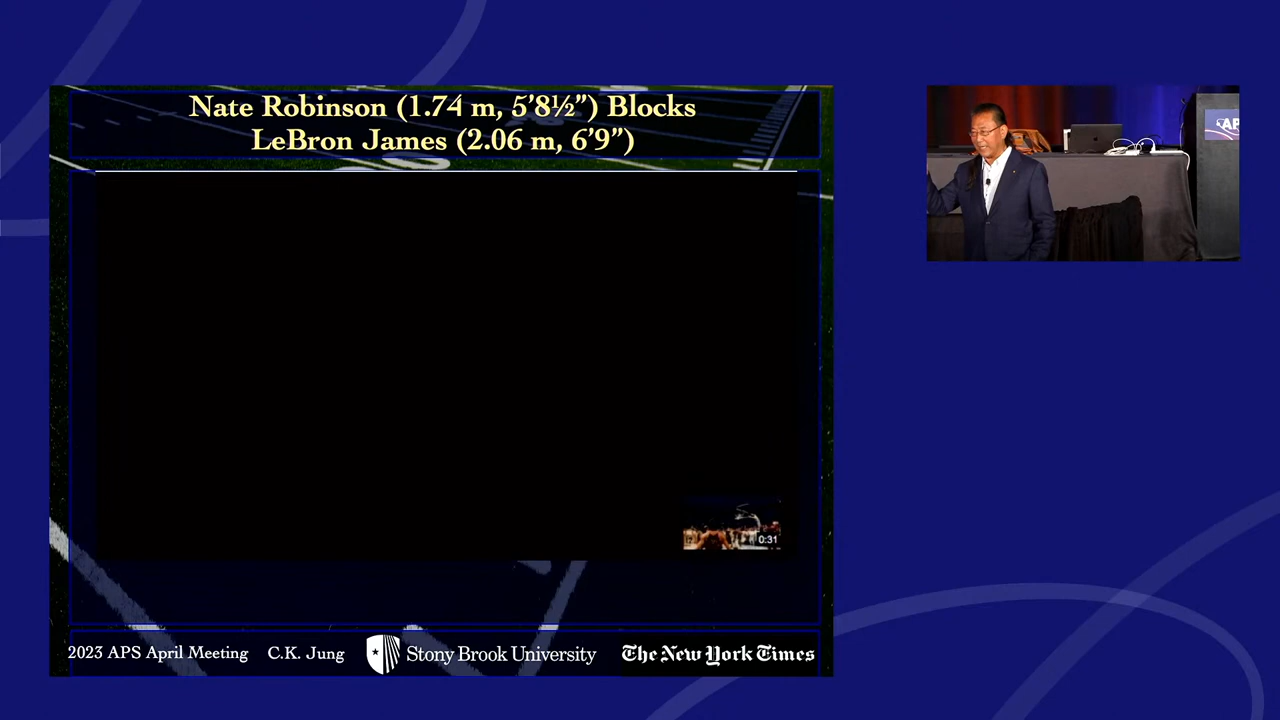 Nate Robinson (1.74 m, 5’8½”) Blocks
LeBron James (2.06 m, 6’9”)
0:31
2023 APS April Meeting C.K. Jung Stony Brook University The New York Times